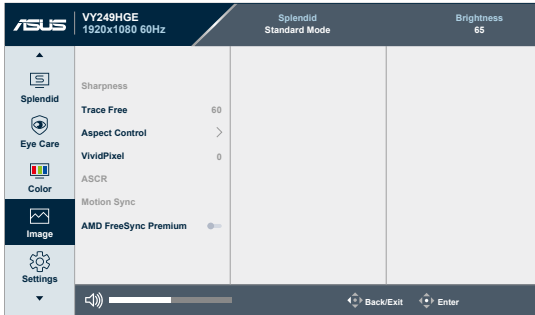 ASUS
VY249HGE
1920x1080 60Hz
Splendid
Standard Mode
Brightness
65
Splendid
Eye Care
Color
Image
Settings
Sharpness
Trace Free 60
Aspect Control
VividPixel 0
ASCR
Motion Sync
AMD FreeSync Premium
Back/Exit
Enter